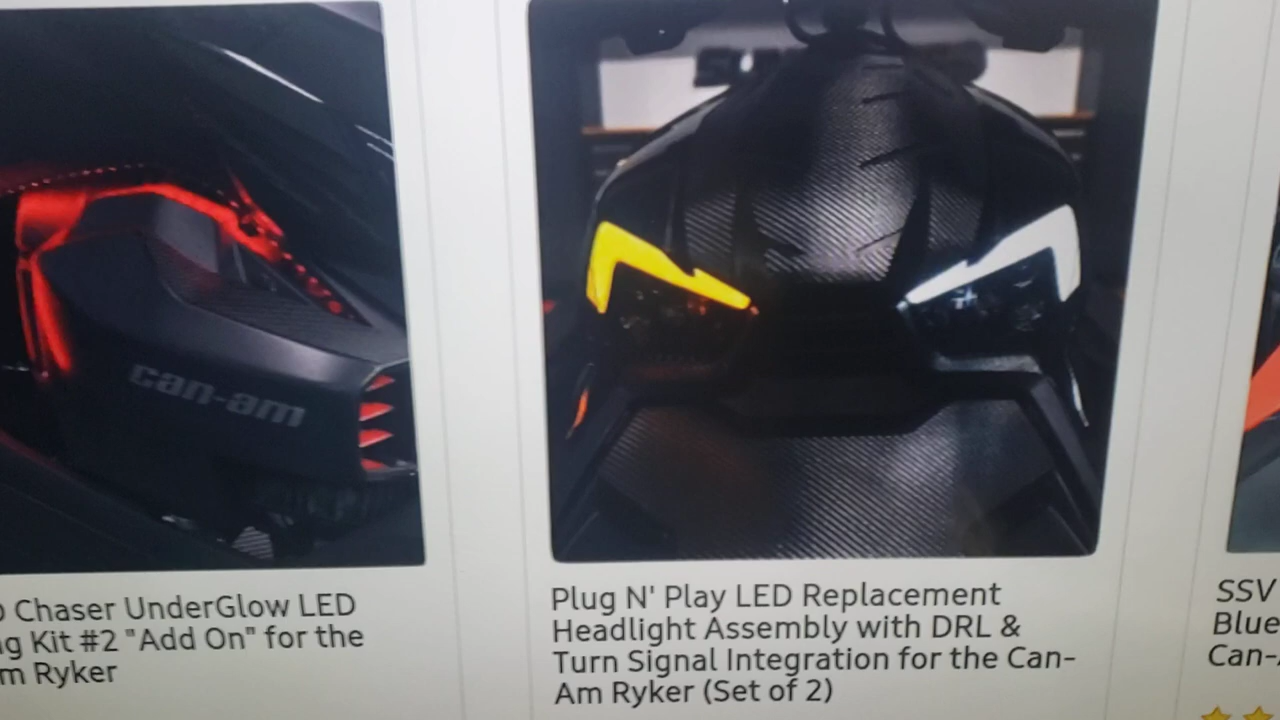 can-am
Chaser UnderGlow LED
Kit #2 "Add On" for the
Ryker
Plug N' Play LED Replacement
Headlight Assembly with DRL &
Turn Signal Integration for the Can-
Am Ryker (Set of 2)
SSV
Blue
Can-